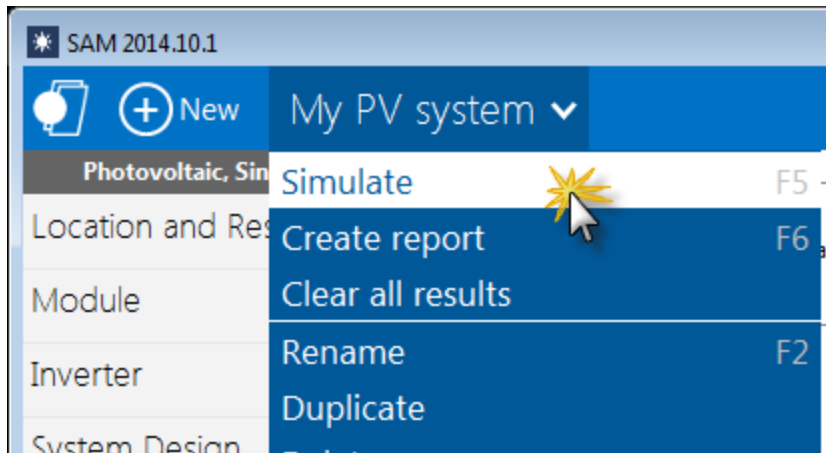 SAM 2014.10.1
New
My PV system
Photovoltaic, Sin
Simulate F5
Location and Res
Create report F6
Module
Clear all results
Rename F2
Inverter
Duplicate
System Design